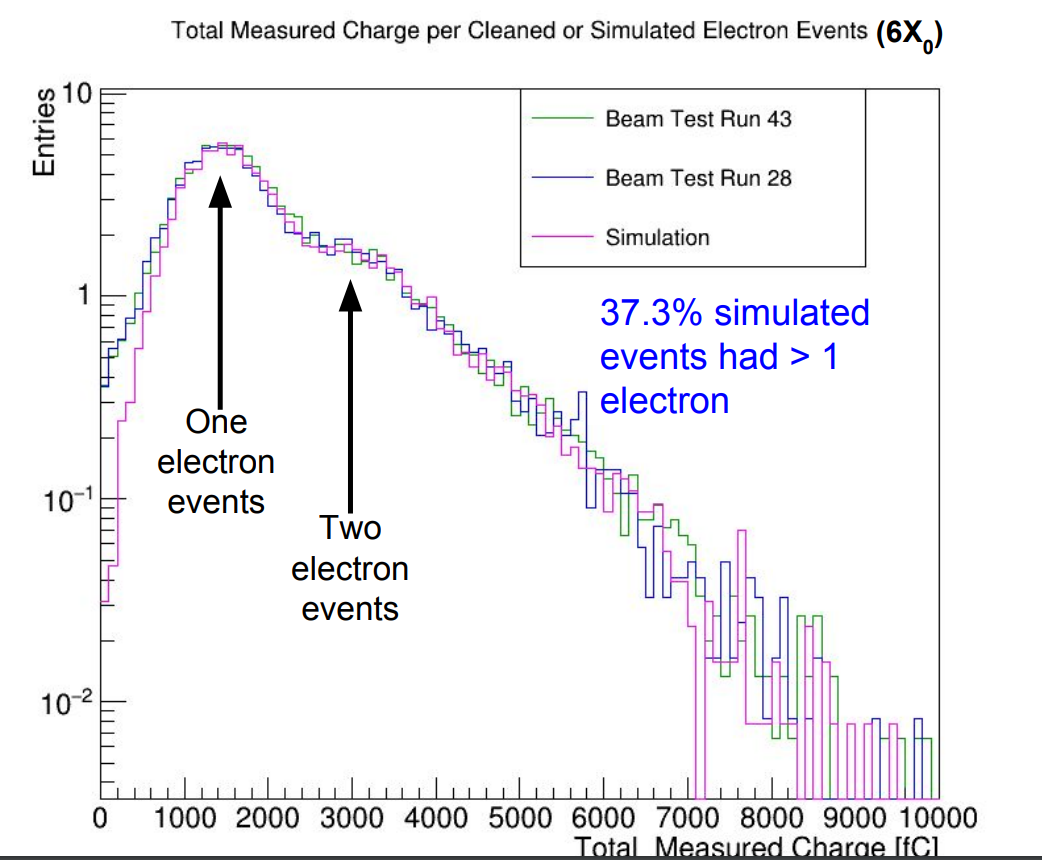 Total Measured Charge per Cleaned or Simulated Electron Events (6X₀)
Entries
10
1
10⁻¹
10⁻²
Beam Test Run 43
Beam Test Run 28
Simulation
37.3% simulated
events had > 1
electron
One
electron
events
Two
electron
events
0 1000 2000 3000 4000 5000 6000 7000 8000 9000 10000
Total Measured Charge [fC]